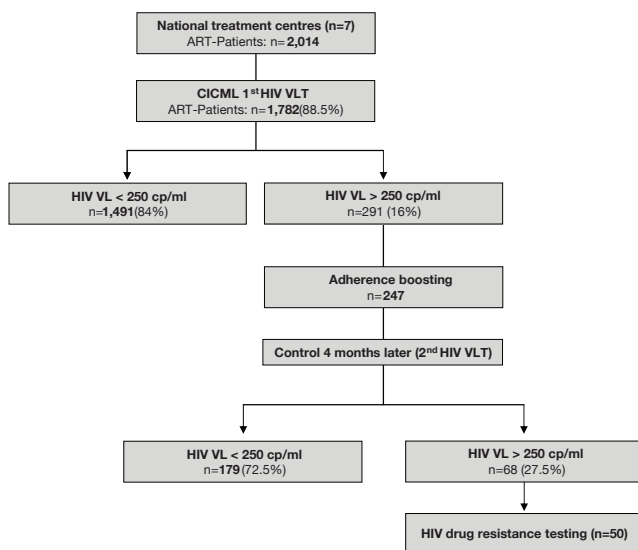 National treatment centres (n=7)
ART-Patients: n=2,014
CICML 1st HIV VLT
ART-Patients: n=1,782(88.5%)
HIV VL < 250 cp/ml
n=1,491(84%)
HIV VL > 250 cp/ml
n=291 (16%)
Adherence boosting
n=247
Control 4 months later (2nd HIV VLT)
HIV VL < 250 cp/ml
n=179(72.5%)
HIV VL > 250 cp/ml
n=68 (27.5%)
HIV drug resistance testing (n=50)